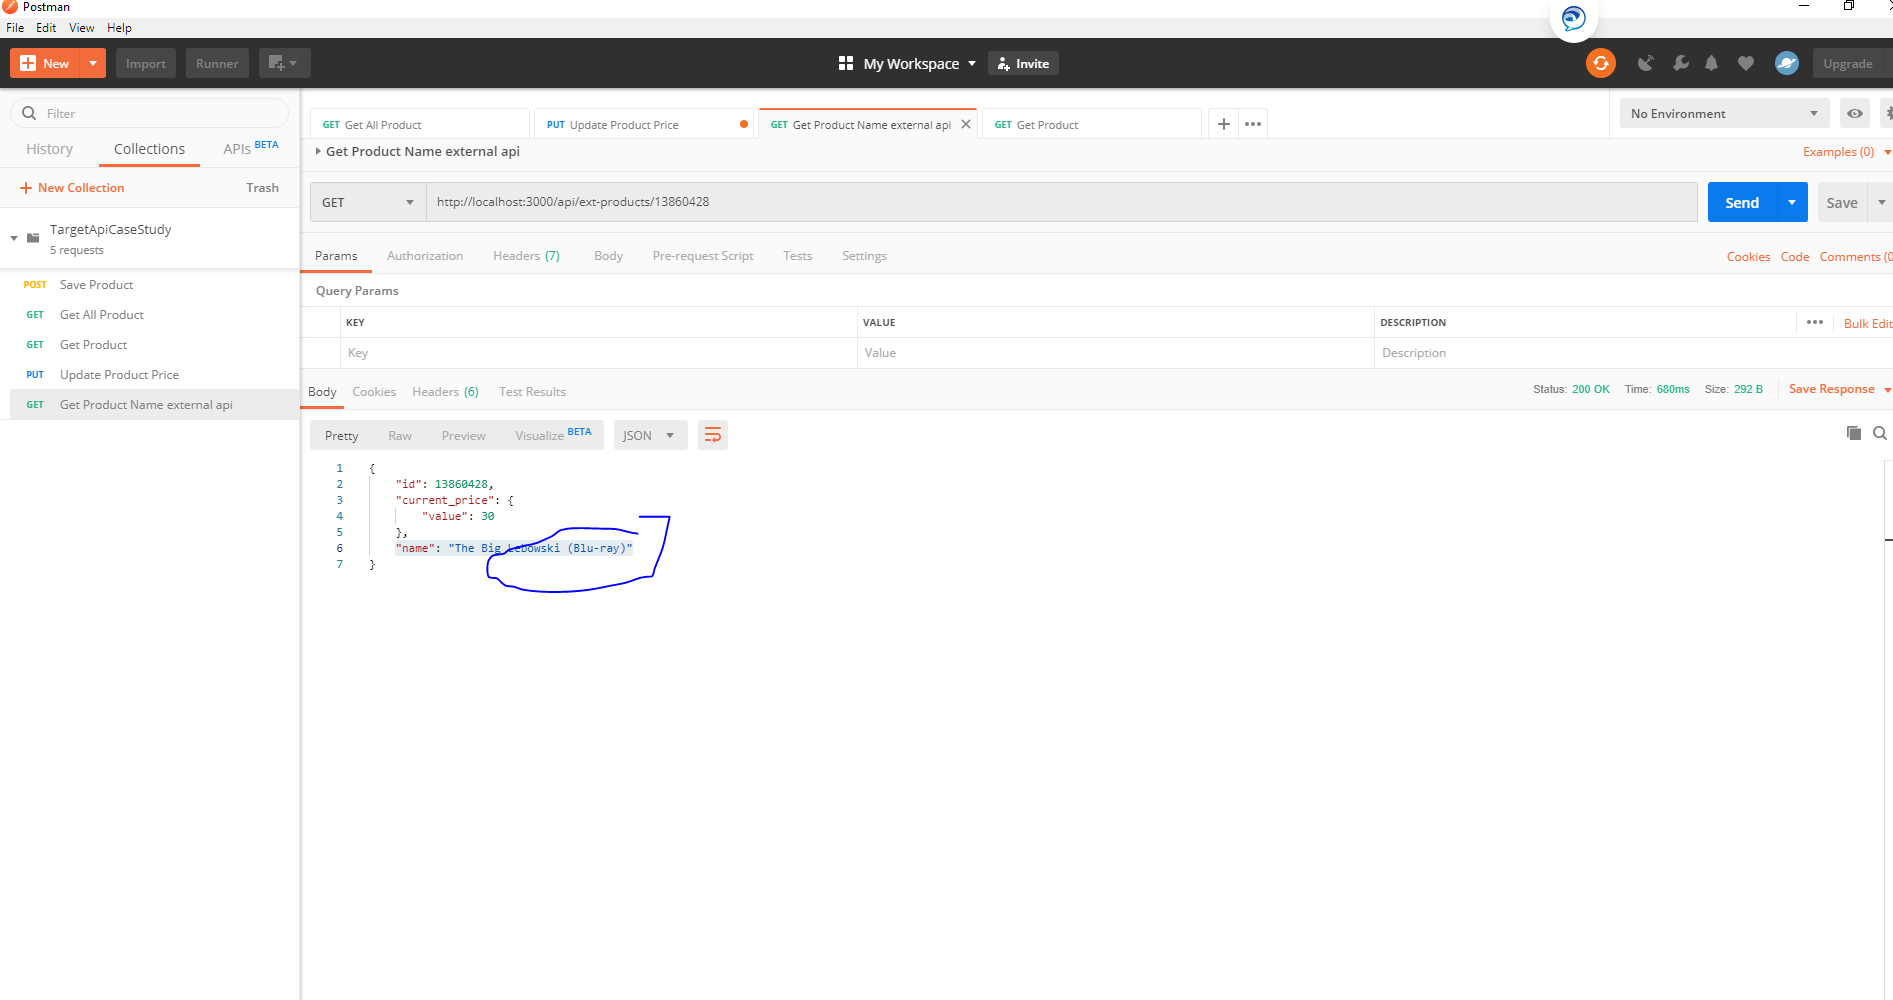 Postman
File Edit View Help
New Import Runner My Workspace Invite Upgrade
Filter
History Collections APIs BETA
New Collection Trash
TargetApiCaseStudy
5 requests
POST Save Product
GET Get All Product
GET Get Product
PUT Update Product Price
GET Get Product Name external api
GET Get All Product PUT Update Product Price GET Get Product Name external api GET Get Product
No Environment
Get Product Name external api Examples (0)
GET http://localhost:3000/api/ext-products/13860428 Send Save
Params Authorization Headers (7) Body Pre-request Script Tests Settings Cookies Code Comments (0
Query Params
KEY VALUE DESCRIPTION Bulk Edit
Key Value Description
Body Cookies Headers (6) Test Results Status: 200 OK Time: 680ms Size: 292 B Save Response
Pretty Raw Preview Visualize BETA JSON
1 {
2 "id": 13860428,
3 "current_price": {
4 "value": 30
5 },
6 "name": "The Big Lebowski (Blu-ray)"
7 }